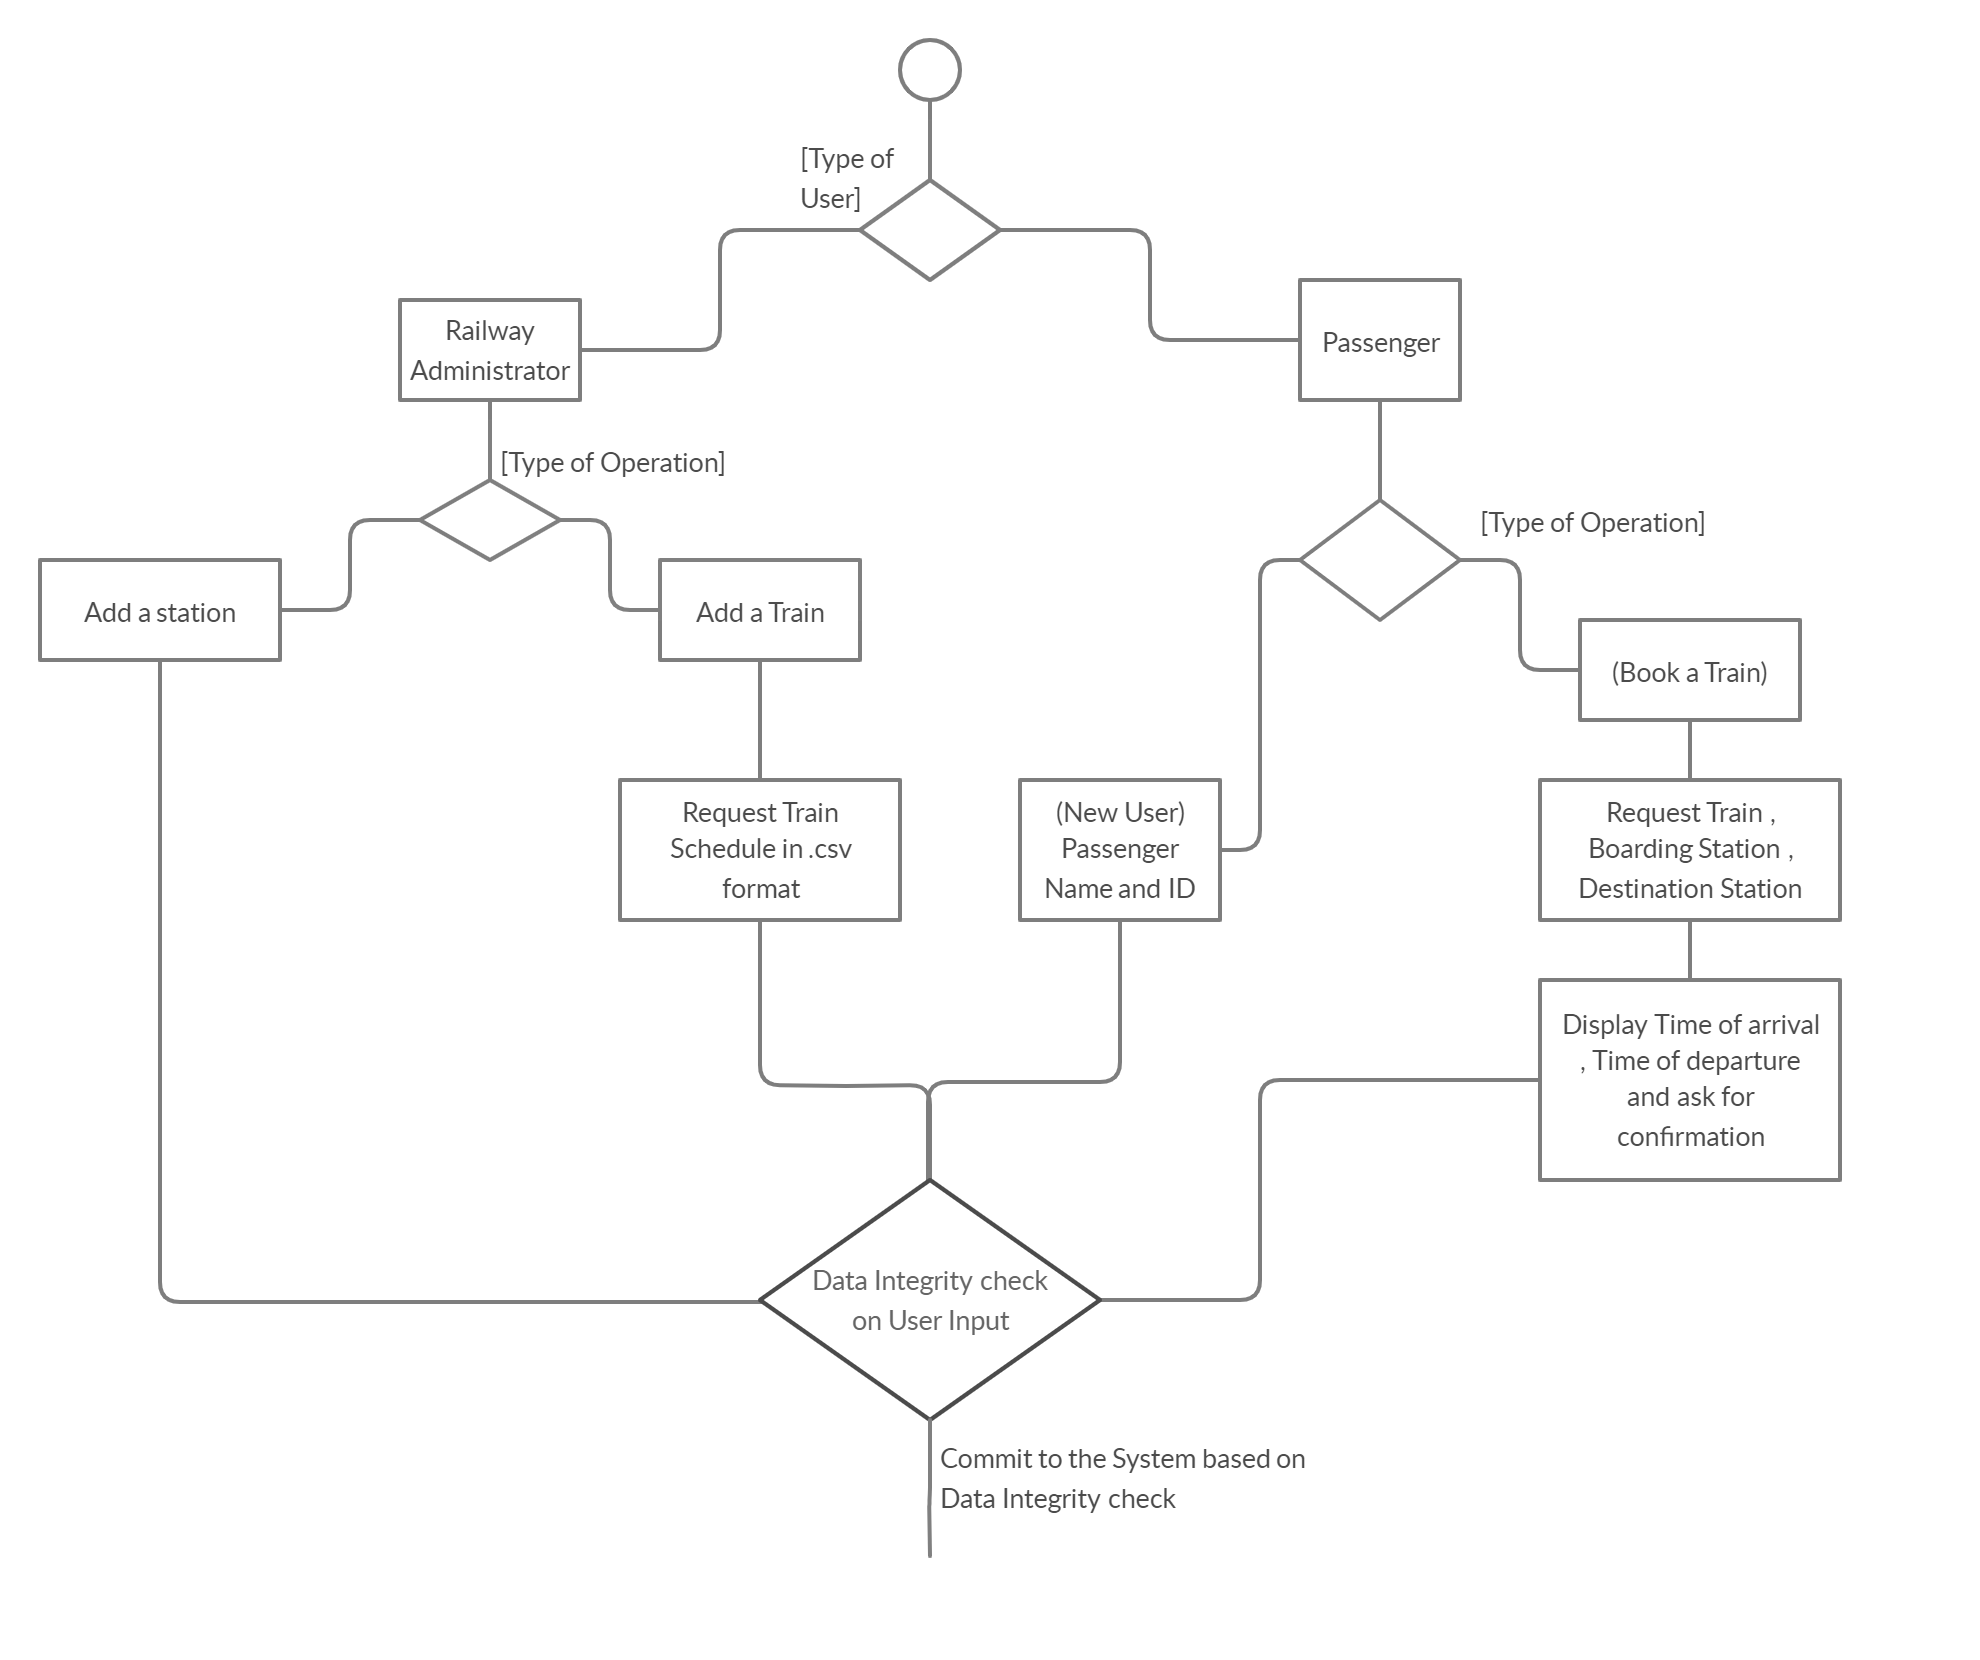 [Type of
User]
Railway
Administrator
Passenger
[Type of Operation]
[Type of Operation]
Add a station
Add a Train
(Book a Train)
Request Train
Schedule in .csv
format
(New User)
Passenger
Name and ID
Request Train ,
Boarding Station ,
Destination Station
Display Time of arrival
, Time of departure
and ask for
confirmation
Data Integrity check
on User Input
Commit to the System based on
Data Integrity check